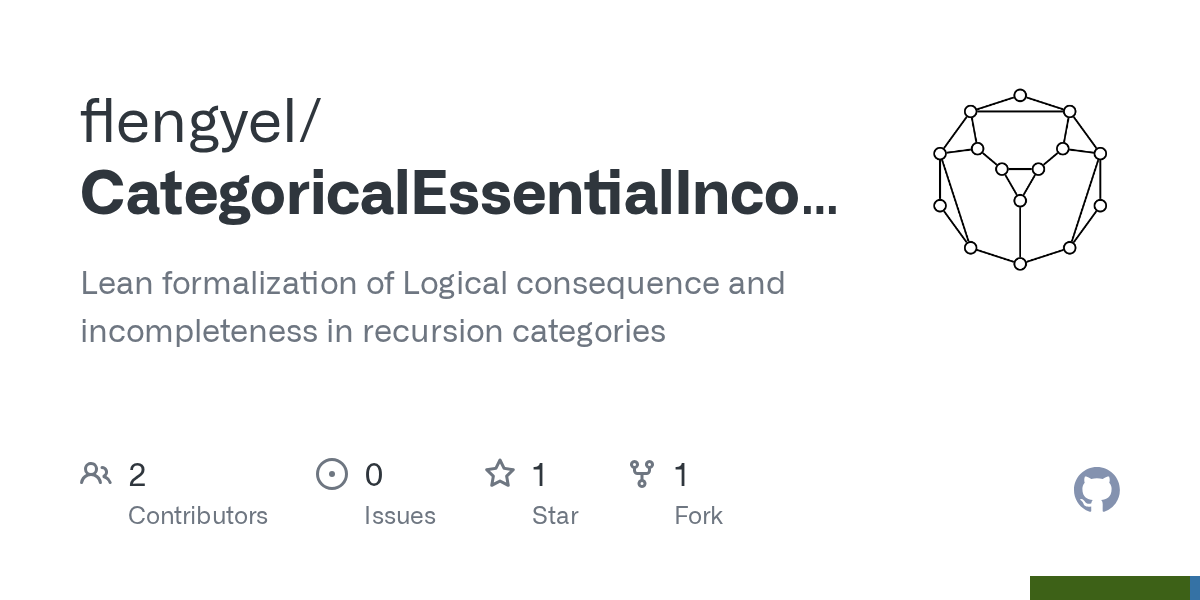 flengyel/
CategoricalEssentialInco...
Lean formalization of Logical consequence and
incompleteness in recursion categories
2 0 1 1
Contributors Issues Star Fork